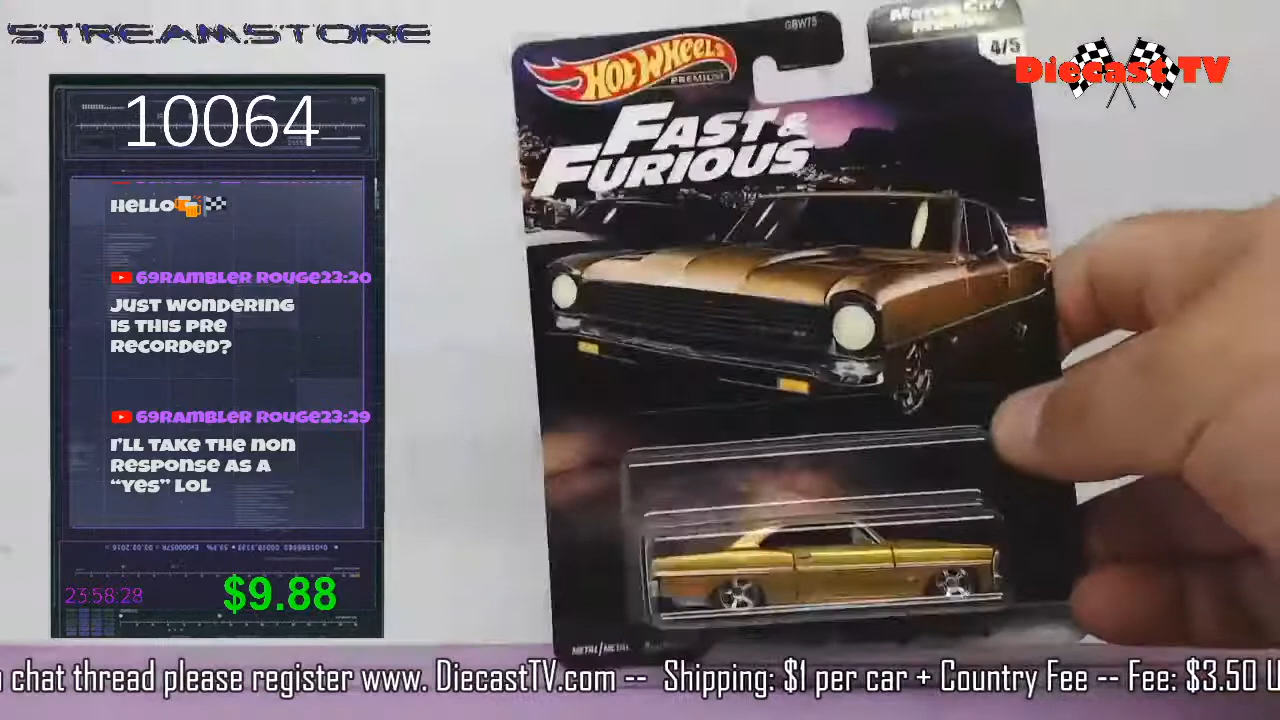 STREAMSTORE
10064
HELLO
69RAMBLER ROUGE23:20
JUST WONDERING
IS THIS PRE
RECORDED?
69RAMBLER ROUGE23:29
I'LL TAKE THE NON
RESPONSE AS A
“YES” LOL
23:58:28
$9.88
GBW75
4/5
HOT WHEELS
PREMIUM
FAST &
FURIOUS
Diecast TV
METAL/METAL
chat thread please register www. DiecastTV.com -- Shipping: $1 per car + Country Fee -- Fee: $3.50